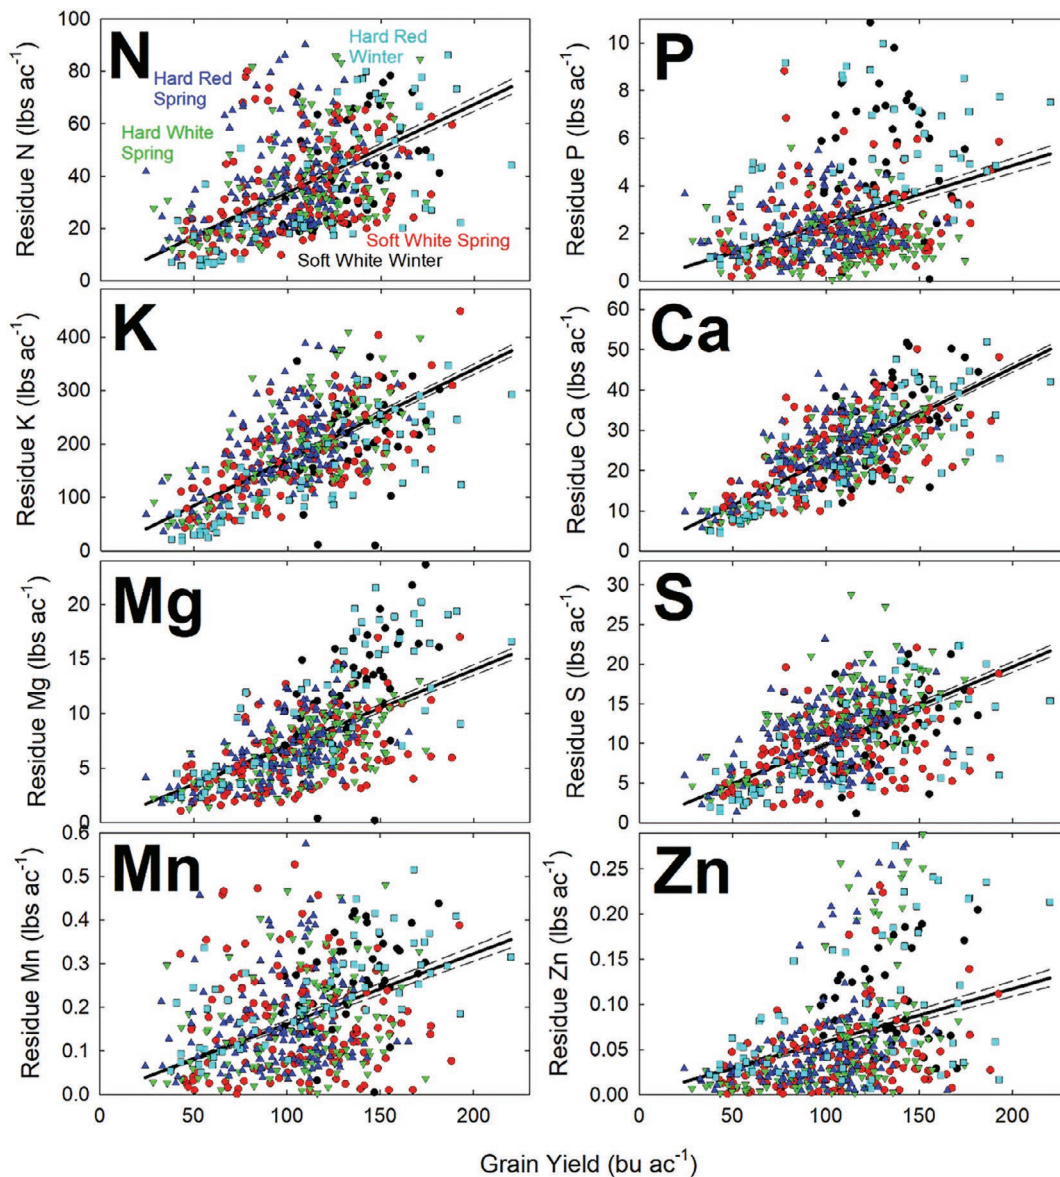 N
Residue N (lbs ac⁻¹)
100
80
60
40
20
0
Hard Red
Winter
Hard Red
Spring
Hard White
Spring
Soft White Spring
Soft White Winter
P
Residue P (lbs ac⁻¹)
10
8
6
4
2
0
K
Residue K (lbs ac⁻¹)
400
300
200
100
0
Ca
Residue Ca (lbs ac⁻¹)
60
50
40
30
20
10
0
Mg
Residue Mg (lbs ac⁻¹)
20
15
10
5
0
S
Residue S (lbs ac⁻¹)
30
25
20
15
10
5
0
Mn
Residue Mn (lbs ac⁻¹)
0.6
0.5
0.4
0.3
0.2
0.1
0.0
0 50 100 150 200
Zn
Residue Zn (lbs ac⁻¹)
0.25
0.20
0.15
0.10
0.05
0.00
0 50 100 150 200
Grain Yield (bu ac⁻¹)